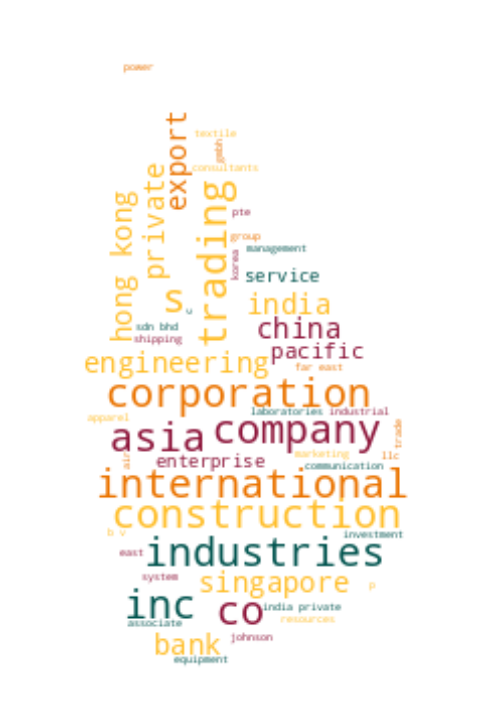 power
export
textile
gmbh
consultants
private
hong kong
trading
pte
group
management
korea
service
s
india
u
sdn bhd
china
shipping
pacific
engineering
far east
corporation
laboratories
industrial
apparel
company
trade
asia
marketing
llc
air
enterprise
communication
international
construction
b v
investment
east
industries
system
singapore
p
inc
co
india private
associate
resources
johnson
bank
equipment